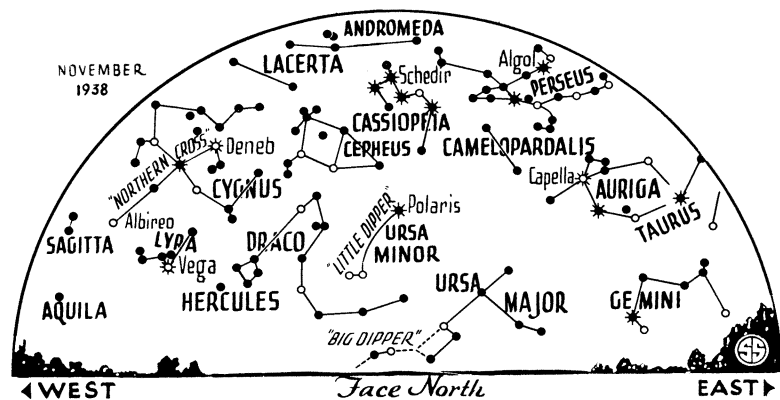 ANDROMEDA
LACERTA
NOVEMBER
1938
Schedir
Algol
PERSEUS
CASSIOPEIA
CEPHEUS
CAMELOPARDALIS
"NORTHERN CROSS"
Deneb
CYGNUS
Capella
AURIGA
TAURUS
Albireo
SAGITTA
LYRA
Vega
DRACO
"LITTLE DIPPER"
Polaris
URSA
MINOR
AQUILA
HERCULES
URSA
MAJOR
GEMINI
"BIG DIPPER"
SS
WEST
Face North
EAST